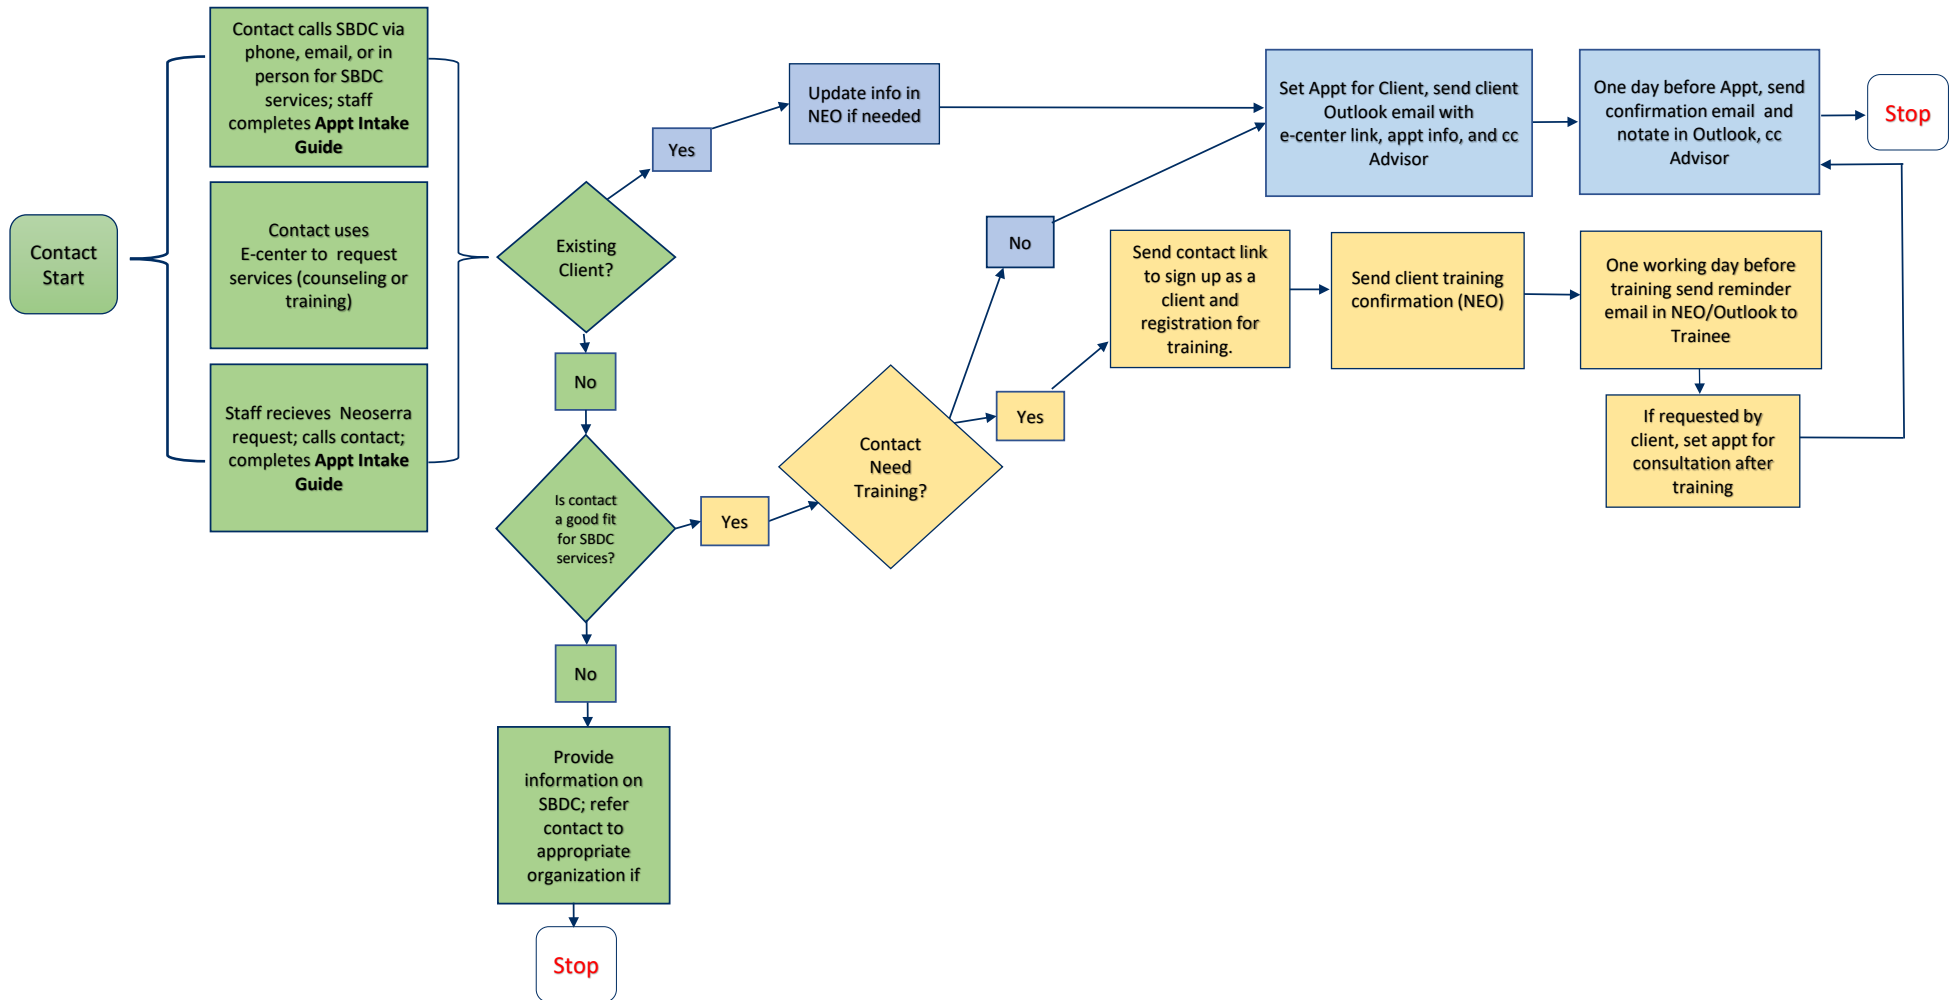 Contact
Start
Contact calls SBDC via
phone, email, or in
person for SBDC
services; staff
completes Appt Intake
Guide
Contact uses
E-center to request
services (counseling or
training)
Staff recieves Neoserra
request; calls contact;
completes Appt Intake
Guide
Existing
Client?
Yes
Update info in
NEO if needed
Set Appt for Client, send client
Outlook email with
e-center link, appt info, and cc
Advisor
One day before Appt, send
confirmation email and
notate in Outlook, cc
Advisor
Stop
No
Is contact
a good fit
for SBDC
services?
Yes
Contact
Need
Training?
No
Yes
Send contact link
to sign up as a
client and
registration for
training.
Send client training
confirmation (NEO)
One working day before
training send reminder
email in NEO/Outlook to
Trainee
If requested by
client, set appt for
consultation after
training
No
Provide
information on
SBDC; refer
contact to
appropriate
organization if
Stop